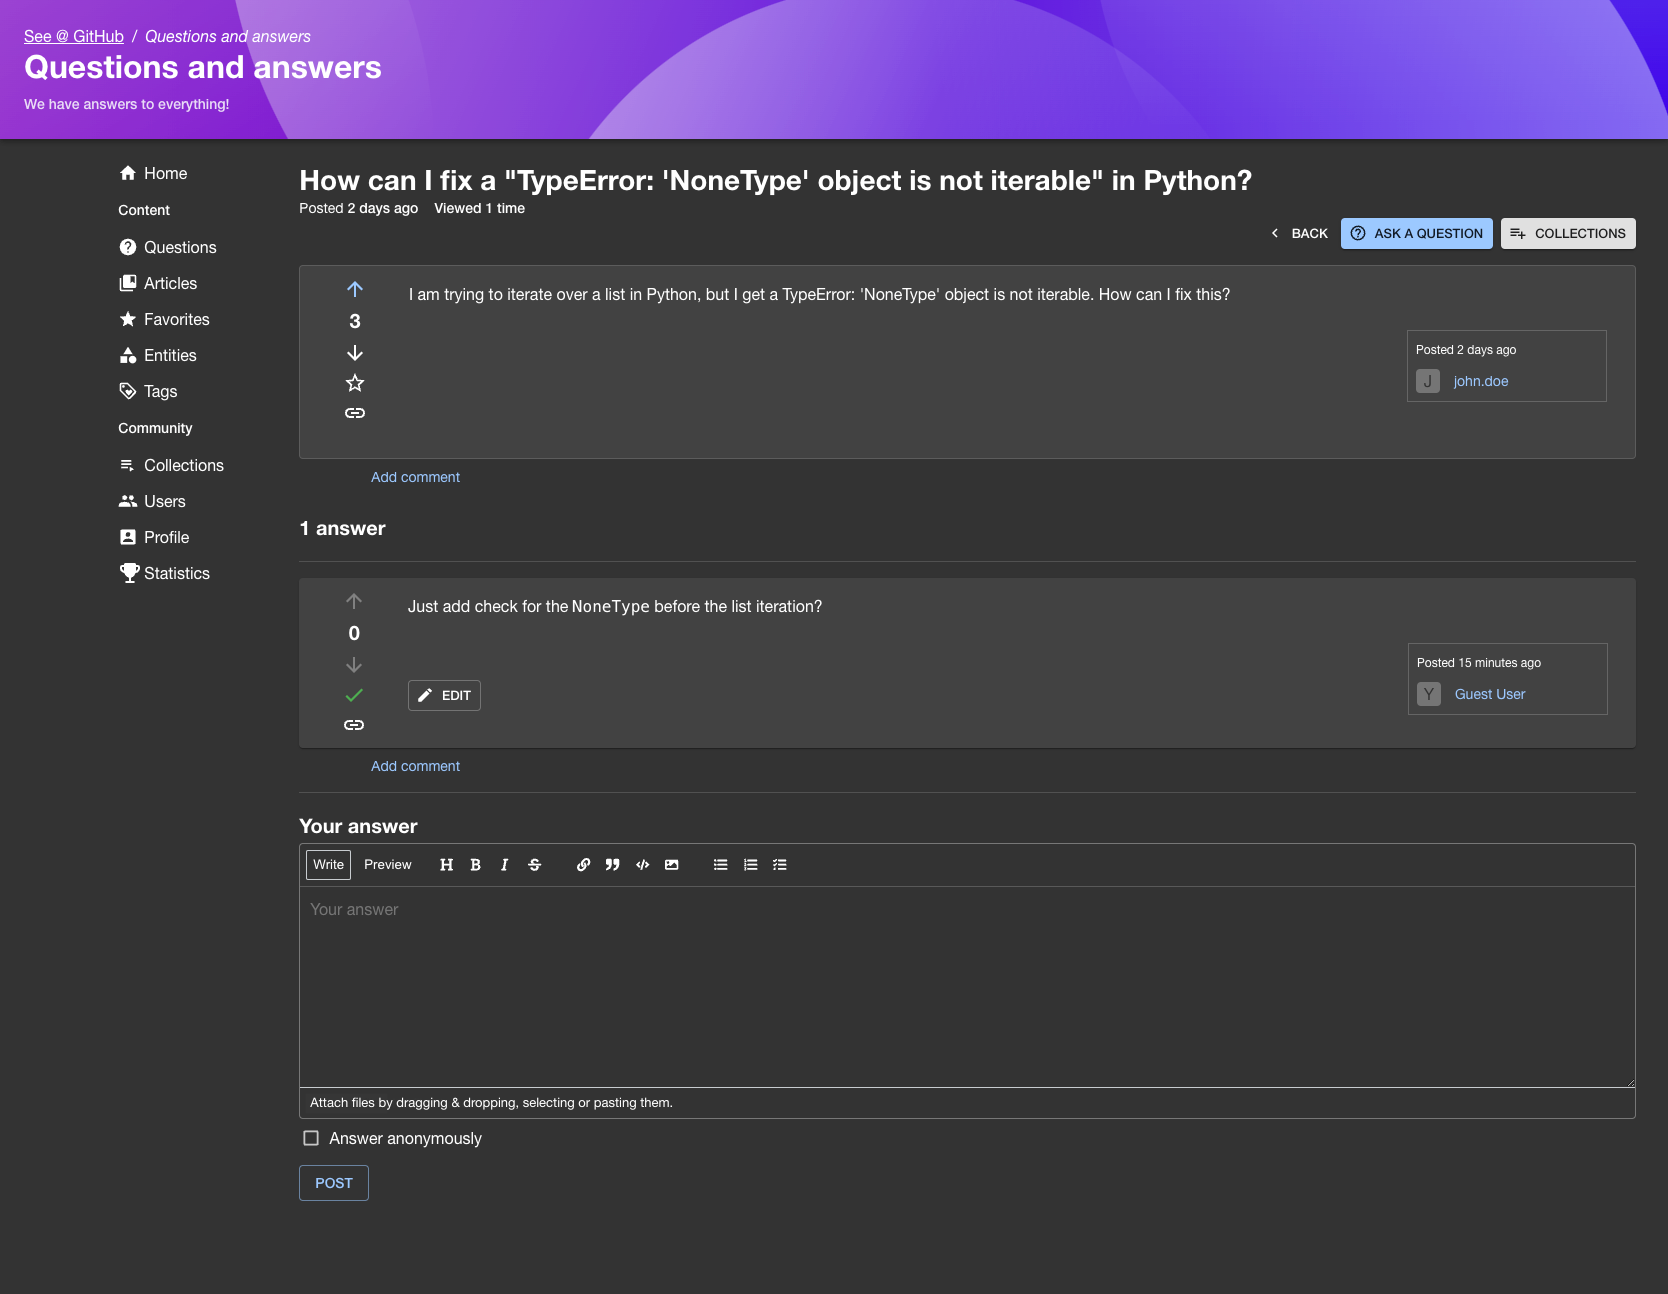 See @ GitHub / Questions and answers
Questions and answers
We have answers to everything!
Home
Content
Questions
Articles
Favorites
Entities
Tags
Community
Collections
Users
Profile
Statistics
How can I fix a "TypeError: 'NoneType' object is not iterable" in Python?
Posted 2 days ago Viewed 1 time
BACK ASK A QUESTION COLLECTIONS
I am trying to iterate over a list in Python, but I get a TypeError: 'NoneType' object is not iterable. How can I fix this?
3
Posted 2 days ago
J john.doe
Add comment
1 answer
Just add check for the NoneType before the list iteration?
0
EDIT
Posted 15 minutes ago
Y Guest User
Add comment
Your answer
Write Preview H B I S
Your answer
Attach files by dragging & dropping, selecting or pasting them.
Answer anonymously
POST